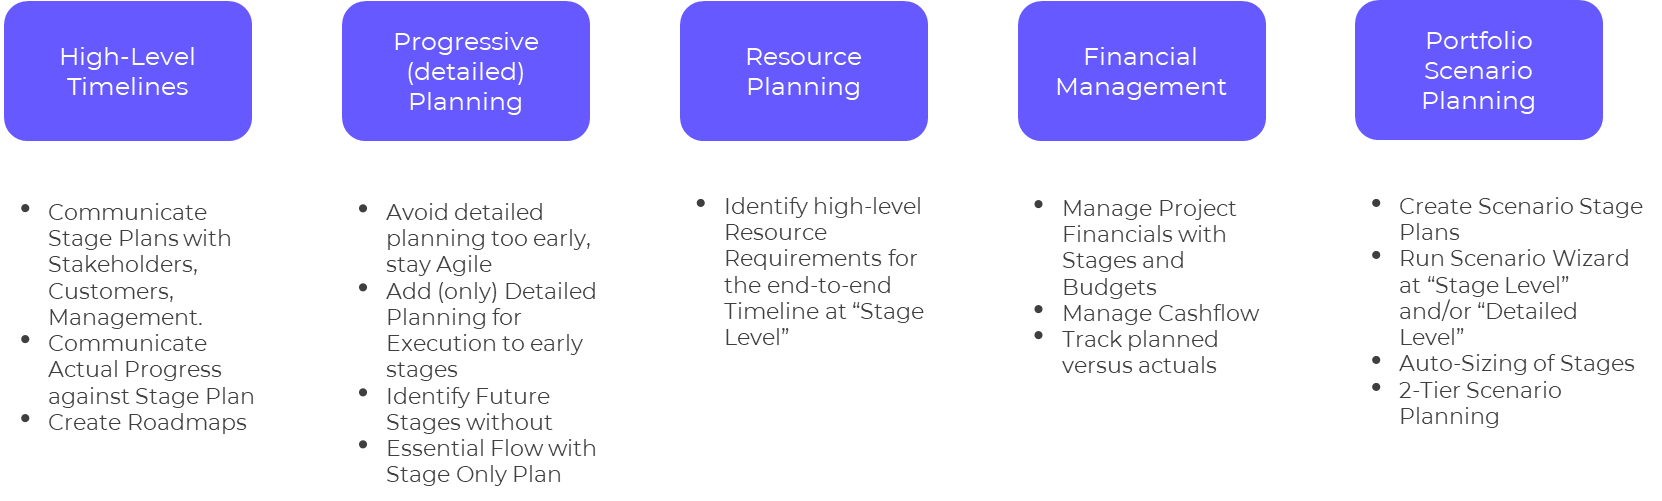 High-Level
Timelines
Progressive
(detailed)
Planning
Resource
Planning
Financial
Management
Portfolio
Scenario
Planning
• Communicate
Stage Plans with
Stakeholders,
Customers,
Management.
• Communicate
Actual Progress
against Stage Plan
• Create Roadmaps
• Avoid detailed
planning too early,
stay Agile
• Add (only) Detailed
Planning for
Execution to early
stages
• Identify Future
Stages without
• Essential Flow with
Stage Only Plan
• Identify high-level
Resource
Requirements for
the end-to-end
Timeline at “Stage
Level”
• Manage Project
Financials with
Stages and
Budgets
• Manage Cashflow
• Track planned
versus actuals
• Create Scenario Stage
Plans
• Run Scenario Wizard
at “Stage Level”
and/or “Detailed
Level”
• Auto-Sizing of Stages
• 2-Tier Scenario
Planning